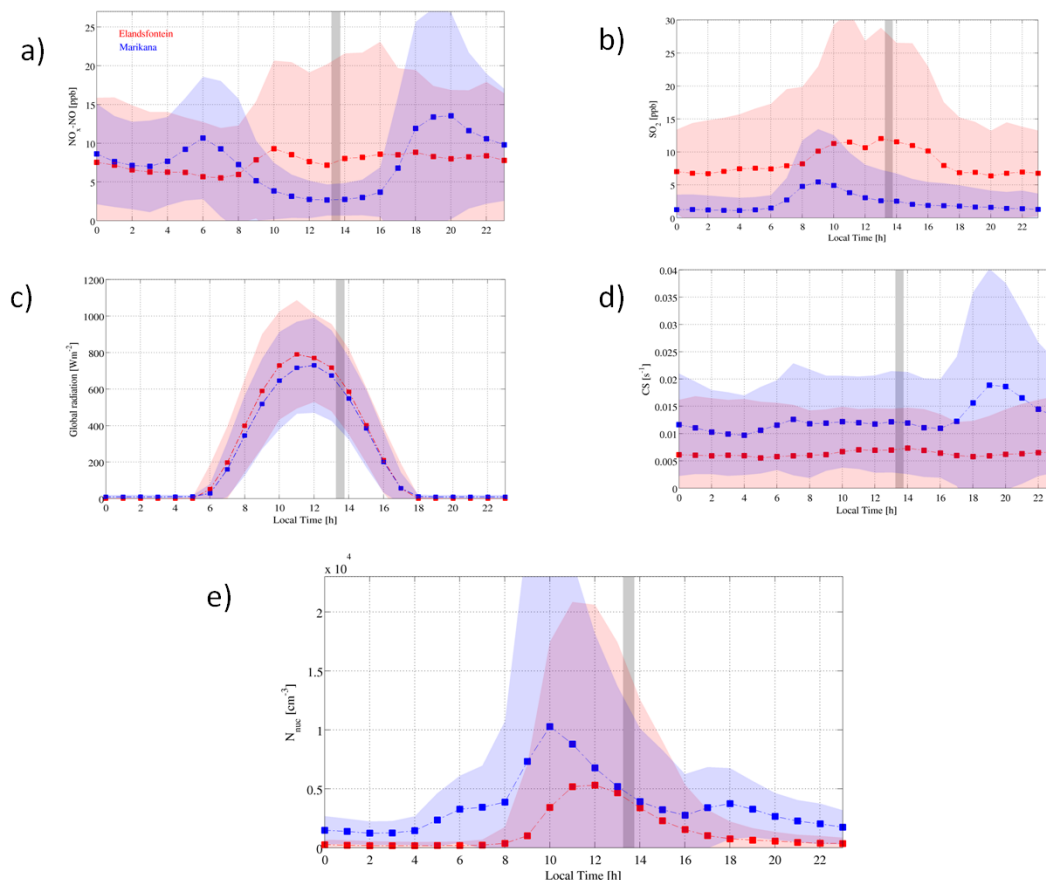 a)
25
20
15
10
5
0
NOx-NO [ppb]
Elandsfontein
Marikana
0 2 4 6 8 10 12 14 16 18 20 22
Local Time [h]
b)
30
25
20
15
10
5
0
SO2 [ppb]
0 2 4 6 8 10 12 14 16 18 20 22
Local Time [h]
c)
1200
1000
800
600
400
200
0
Global radiation [Wm-2]
0 2 4 6 8 10 12 14 16 18 20 22
Local Time [h]
d)
0.04
0.035
0.03
0.025
0.02
0.015
0.01
0.005
0
CS [s-1]
0 2 4 6 8 10 12 14 16 18 20 22
Local Time [h]
e)
x 10^4
2
1.5
1
0.5
0
Nnuc [cm-3]
0 2 4 6 8 10 12 14 16 18 20 22
Local Time [h]